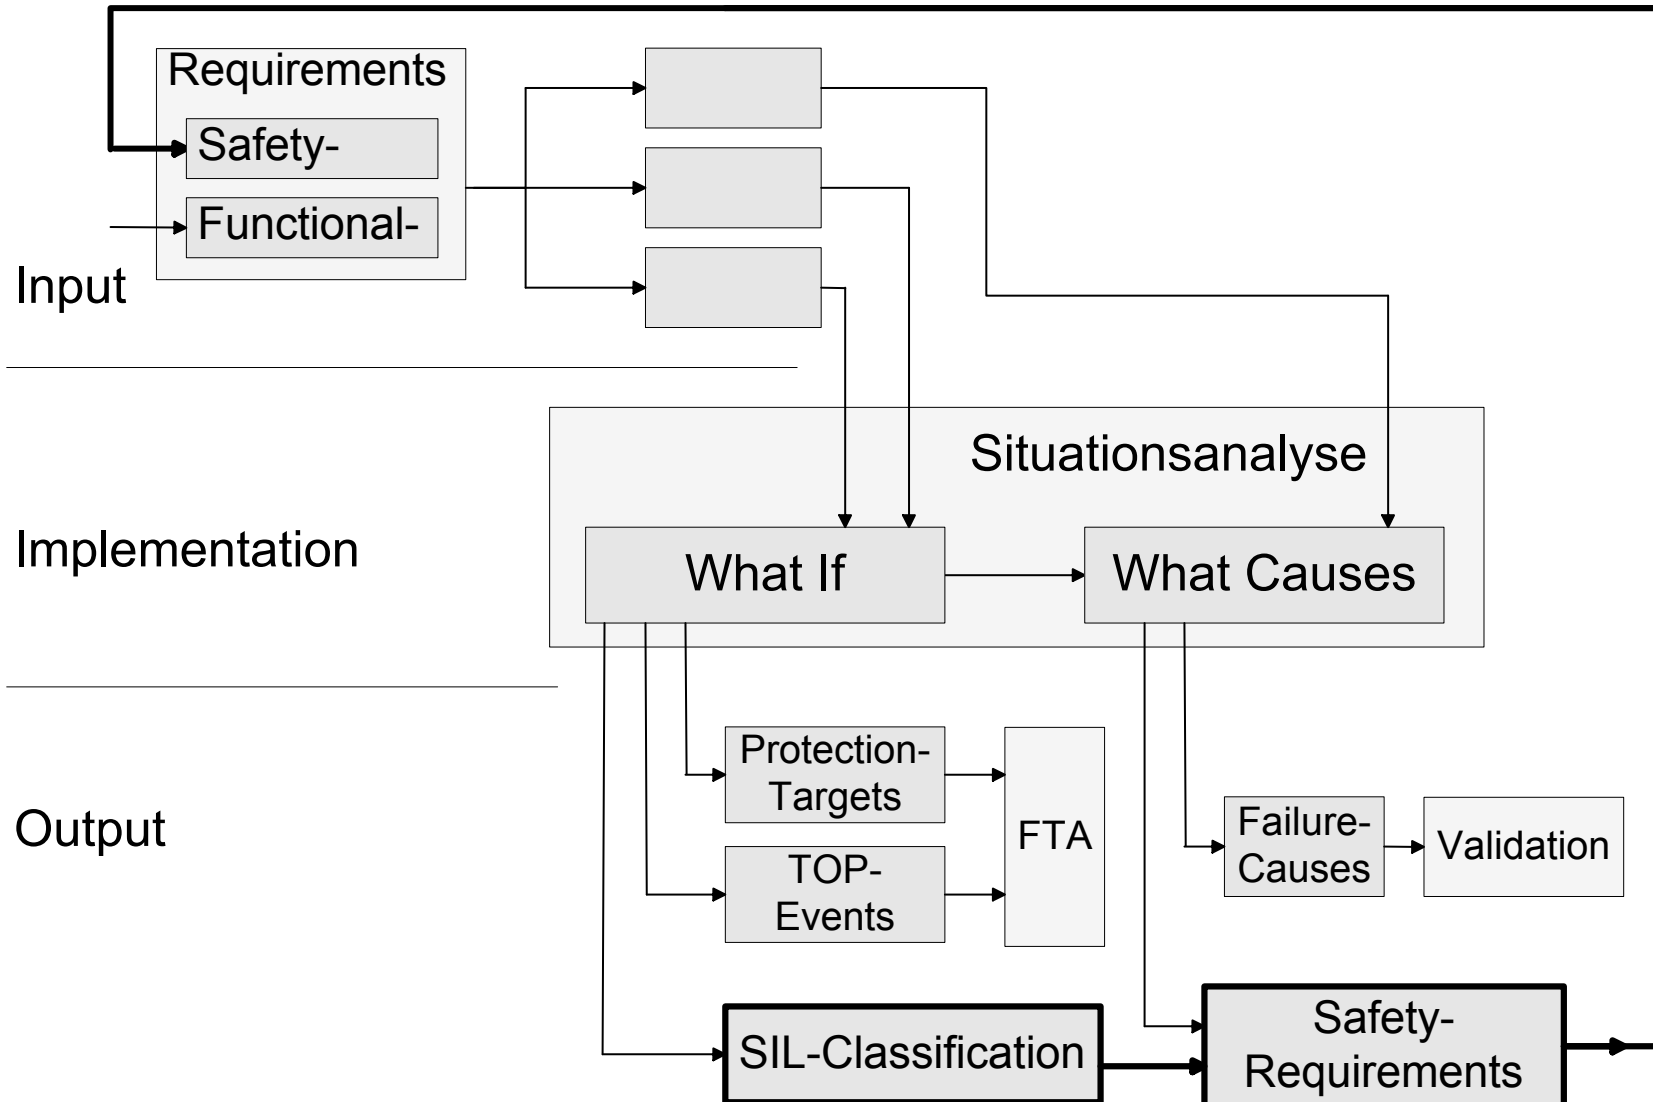 Requirements
Safety-
Functional-
Input
Situationsanalyse
Implementation
What If
What Causes
Protection-
Targets
FTA
Output
Failure-
Causes
Validation
TOP-
Events
SIL-Classification
Safety-
Requirements